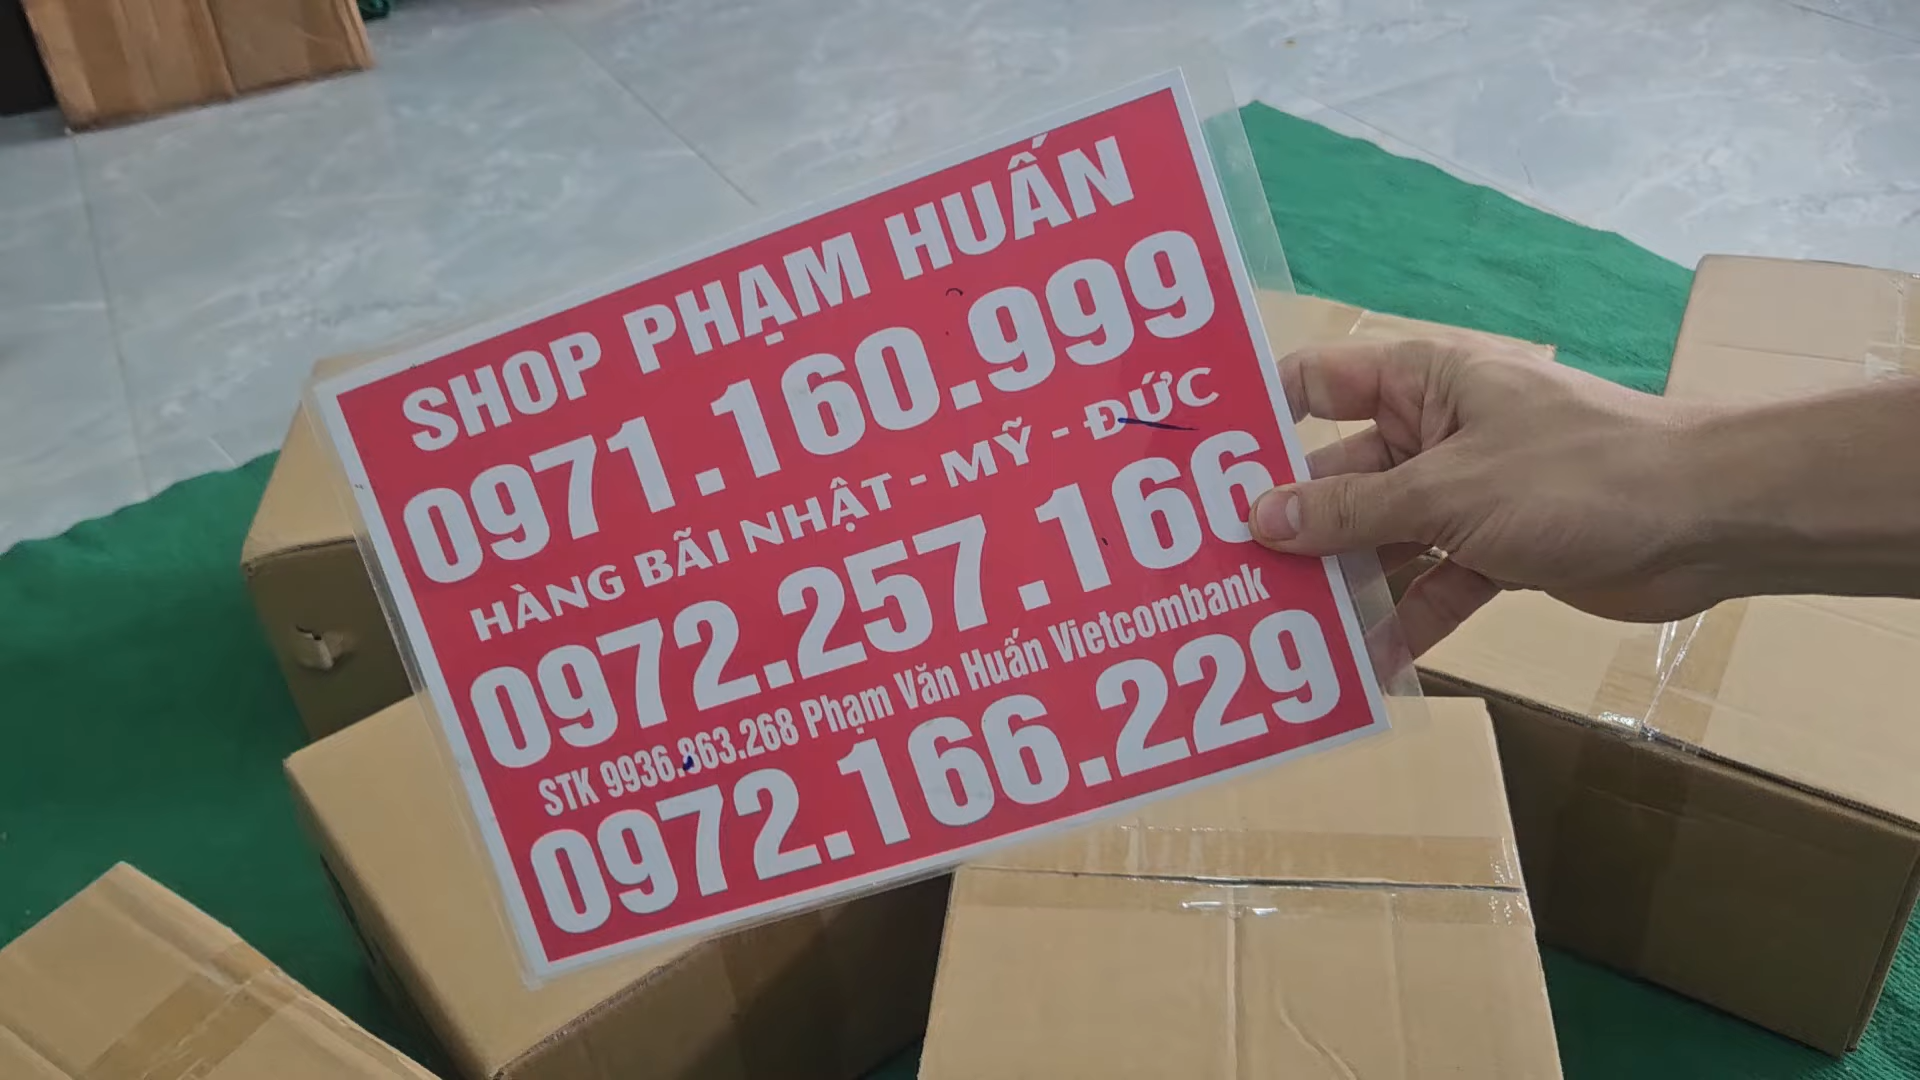 SHOP PHẠM HUẤN
0971.160.999
HÀNG BÃI NHẬT - MỸ - ĐỨC
0972.257.166
STK 9936.863.268 Phạm Văn Huấn Vietcombank
0972.166.229